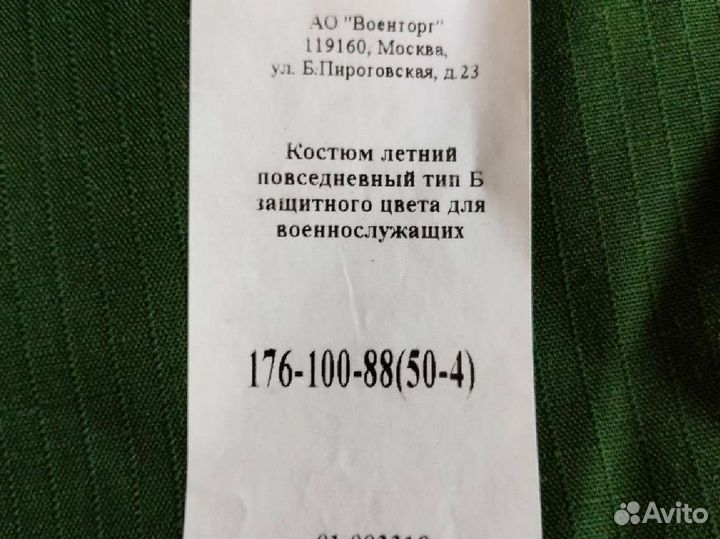 АО "Военторг"
119160, Москва,
ул. Б.Пироговская, д.23
Костюм летний
повседневный тип Б
защитного цвета для
военнослужащих
176-100-88(50-4)
Avito